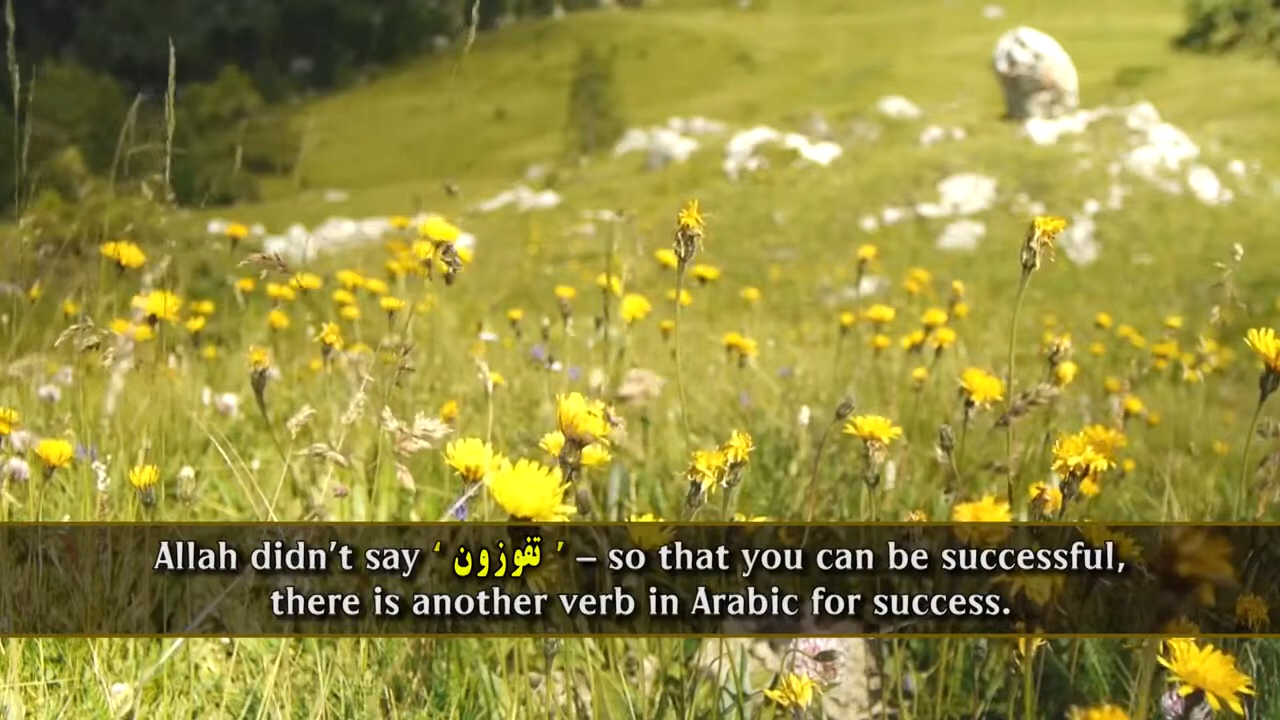 Allah didn't say ‘ تفوزون ’ – so that you can be successful,
there is another verb in Arabic for success.